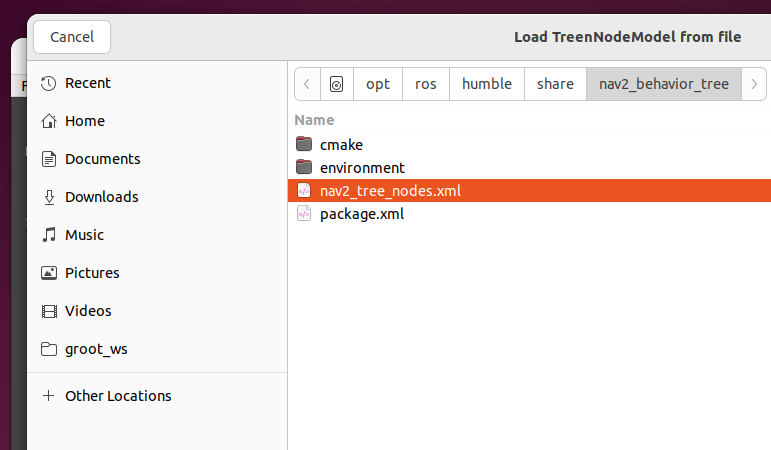 Cancel
Load TreenNodeModel from file
Recent
Home
Documents
Downloads
Music
Pictures
Videos
groot_ws
Other Locations
opt ros humble share nav2_behavior_tree
Name
cmake
environment
nav2_tree_nodes.xml
package.xml